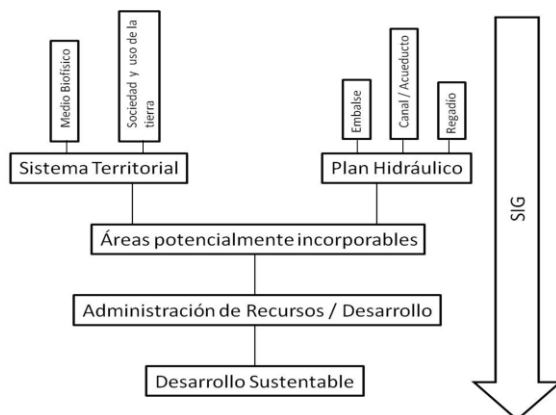 Medio Biofísico
Sociedad y uso de la
tierra
Sistema Territorial
Embalse
Canal / Acueducto
Regadío
Plan Hidráulico
Áreas potencialmente incorporables
Administración de Recursos / Desarrollo
Desarrollo Sustentable
SIG